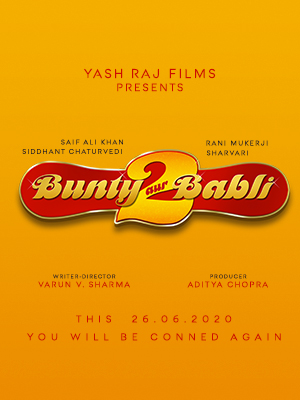 YASH RAJ FILMS
PRESENTS
SAIF ALI KHAN
SIDDHANT CHATURVEDI
RANI MUKERJI
SHARVARI
Bunty aur 2 Babli
WRITER-DIRECTOR
VARUN V. SHARMA
PRODUCER
ADITYA CHOPRA
THIS 26.06.2020
YOU WILL BE CONNED AGAIN